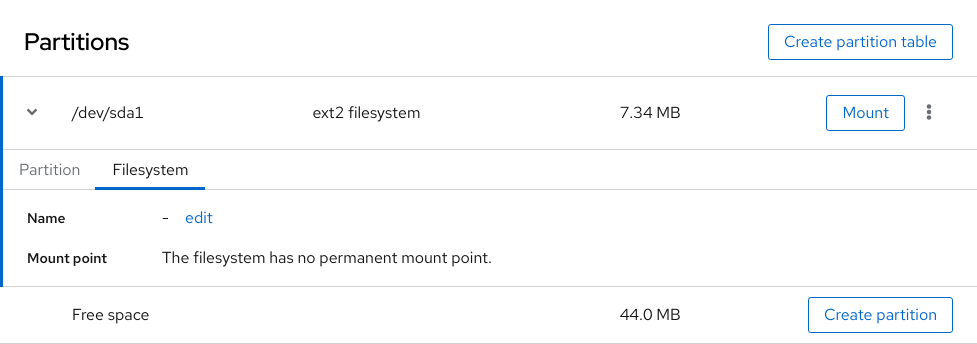 Partitions Create partition table
/dev/sda1 ext2 filesystem 7.34 MB Mount
Partition Filesystem
Name - edit
Mount point The filesystem has no permanent mount point.
Free space 44.0 MB Create partition